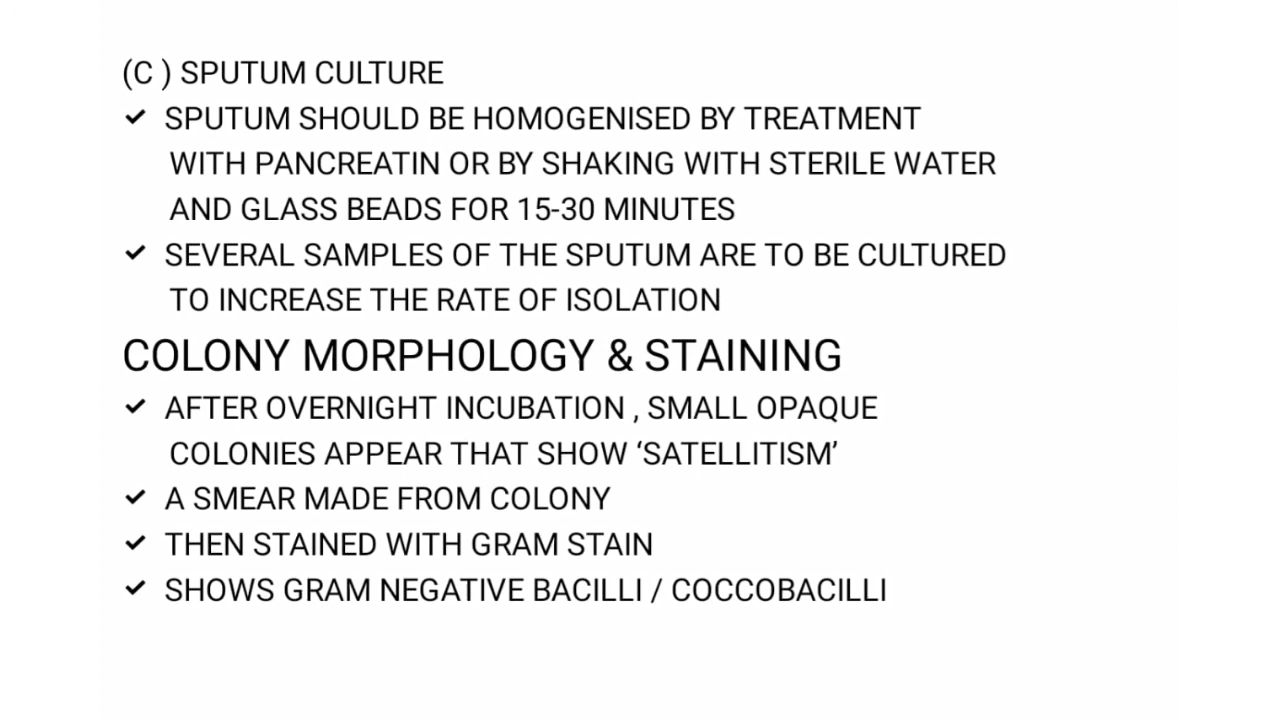 (C ) SPUTUM CULTURE
✓ SPUTUM SHOULD BE HOMOGENISED BY TREATMENT
WITH PANCREATIN OR BY SHAKING WITH STERILE WATER
AND GLASS BEADS FOR 15-30 MINUTES
✓ SEVERAL SAMPLES OF THE SPUTUM ARE TO BE CULTURED
TO INCREASE THE RATE OF ISOLATION
COLONY MORPHOLOGY & STAINING
✓ AFTER OVERNIGHT INCUBATION , SMALL OPAQUE
COLONIES APPEAR THAT SHOW ‘SATELLITISM’
✓ A SMEAR MADE FROM COLONY
✓ THEN STAINED WITH GRAM STAIN
✓ SHOWS GRAM NEGATIVE BACILLI / COCCOBACILLI